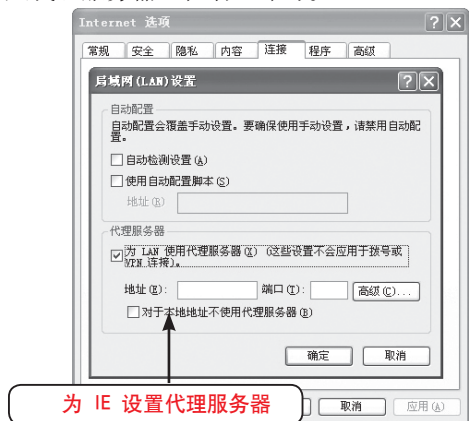 Internet 选项
常规 安全 隐私 内容 连接 程序 高级
局域网(LAN)设置
自动配置
自动配置会覆盖手动设置。要确保使用手动设置，请禁用自动配
置。
自动检测设置(A)
使用自动配置脚本(S)
地址(R)
代理服务器
为 LAN 使用代理服务器(X) (这些设置不会应用于拨号或
VPN 连接)。
地址(E): 端口(T): 高级(C)...
对于本地地址不使用代理服务器(B)
确定 取消
为 IE 设置代理服务器
取消 应用(A)